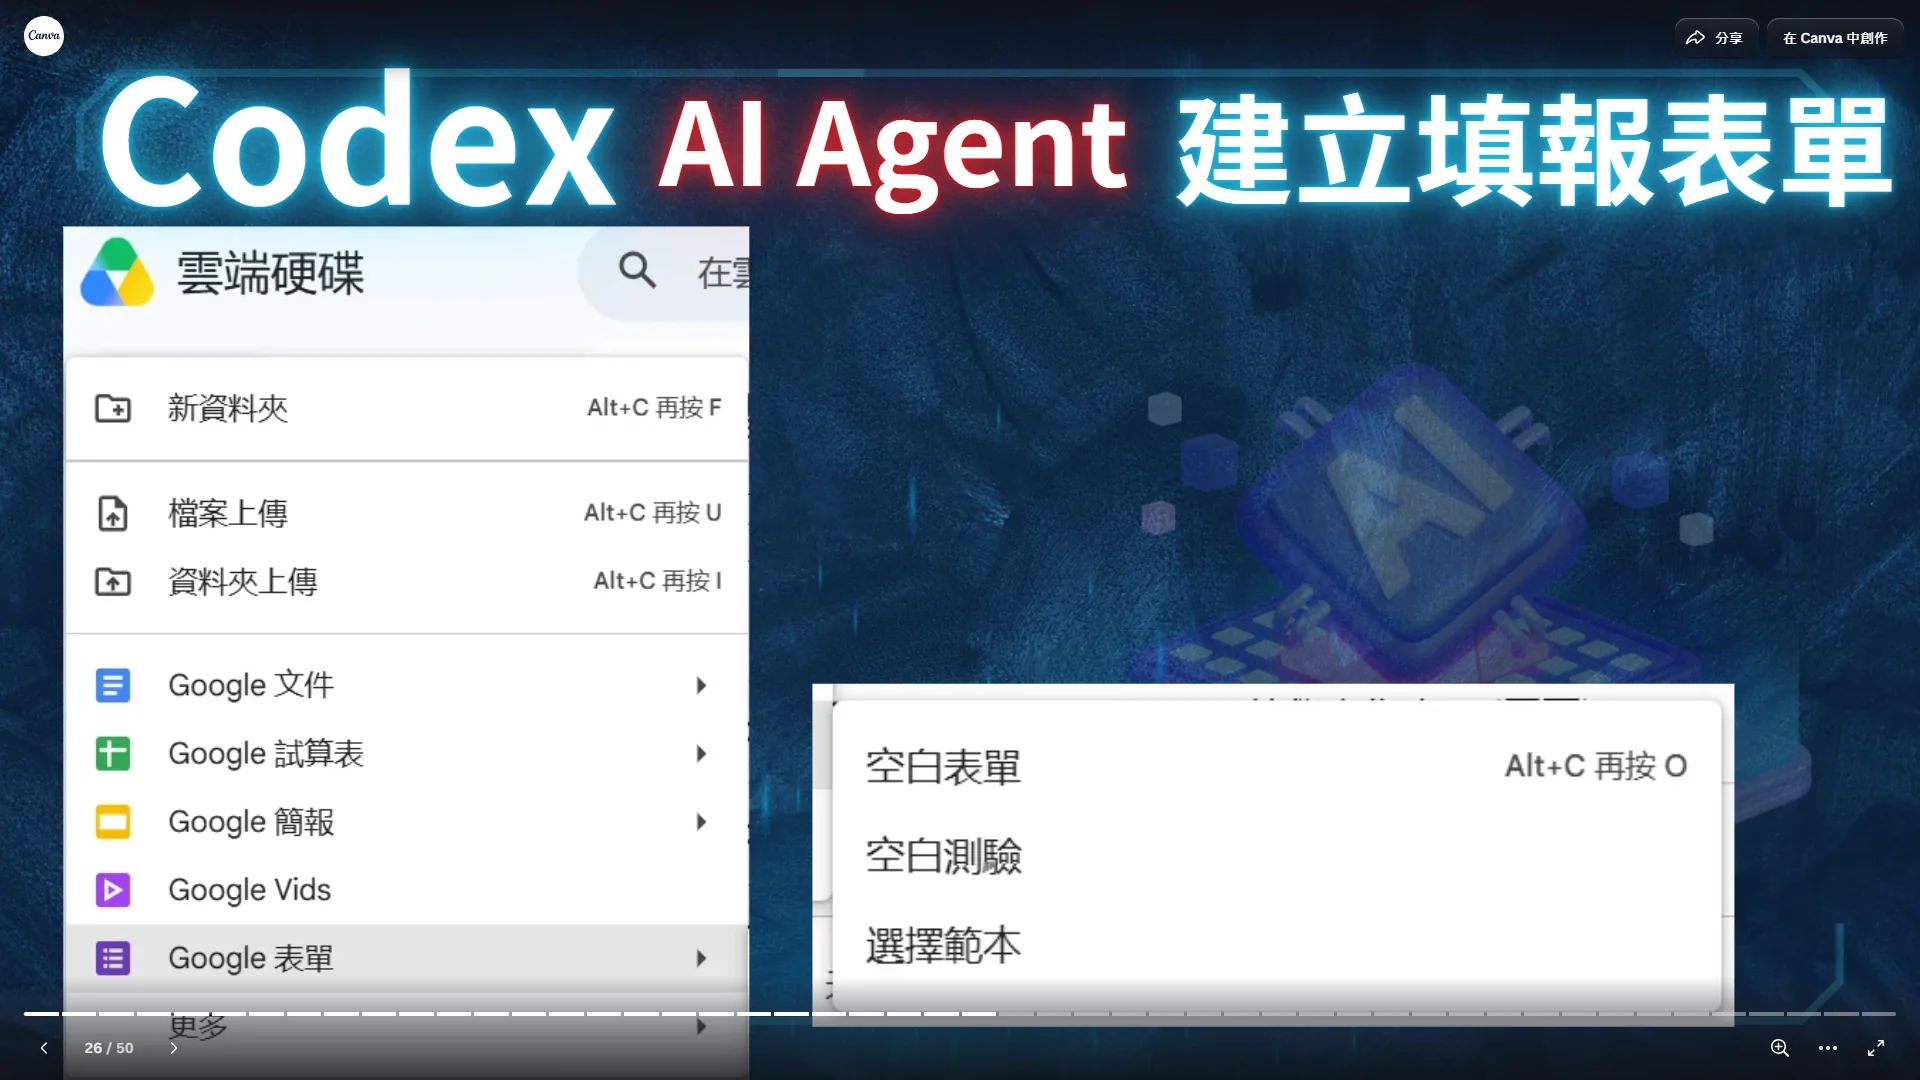 Canva
分享
在 Canva 中創作
Codex AI Agent 建立填報表單
雲端硬碟
在雲
新資料夾 Alt+C 再按 F
檔案上傳 Alt+C 再按 U
資料夾上傳 Alt+C 再按 I
Google 文件
Google 試算表
Google 簡報
Google Vids
Google 表單
更多
空白表單 Alt+C 再按 O
空白測驗
選擇範本
26 / 50